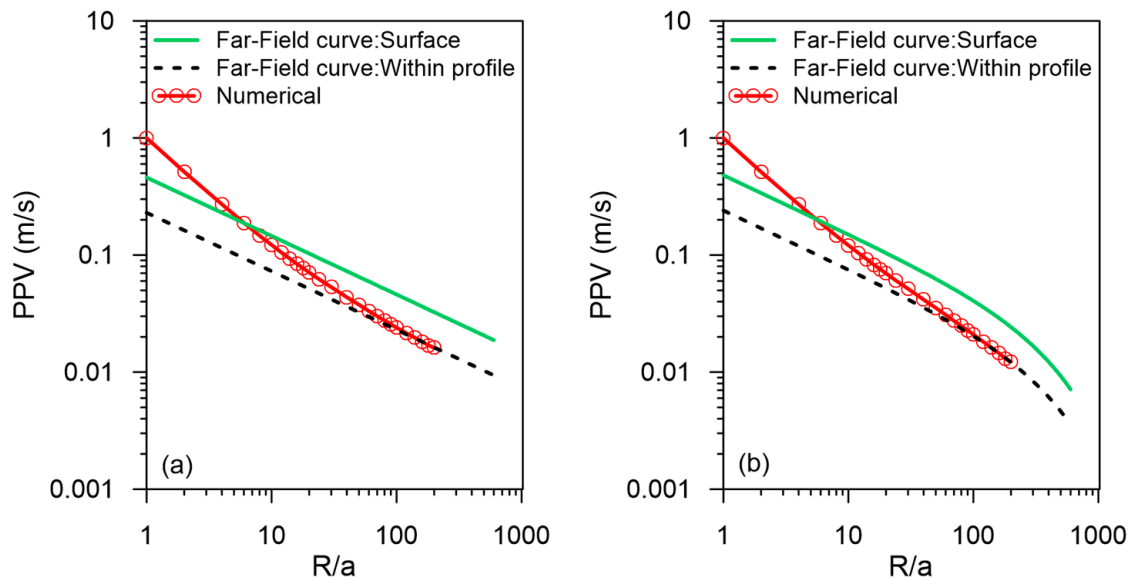 10
Far-Field curve:Surface
Far-Field curve:Within profile
Numerical
1
0.1
0.01
0.001
PPV (m/s)
(a)
1
10
100
1000
R/a
10
Far-Field curve:Surface
Far-Field curve:Within profile
Numerical
1
0.1
0.01
0.001
PPV (m/s)
(b)
1
10
100
1000
R/a